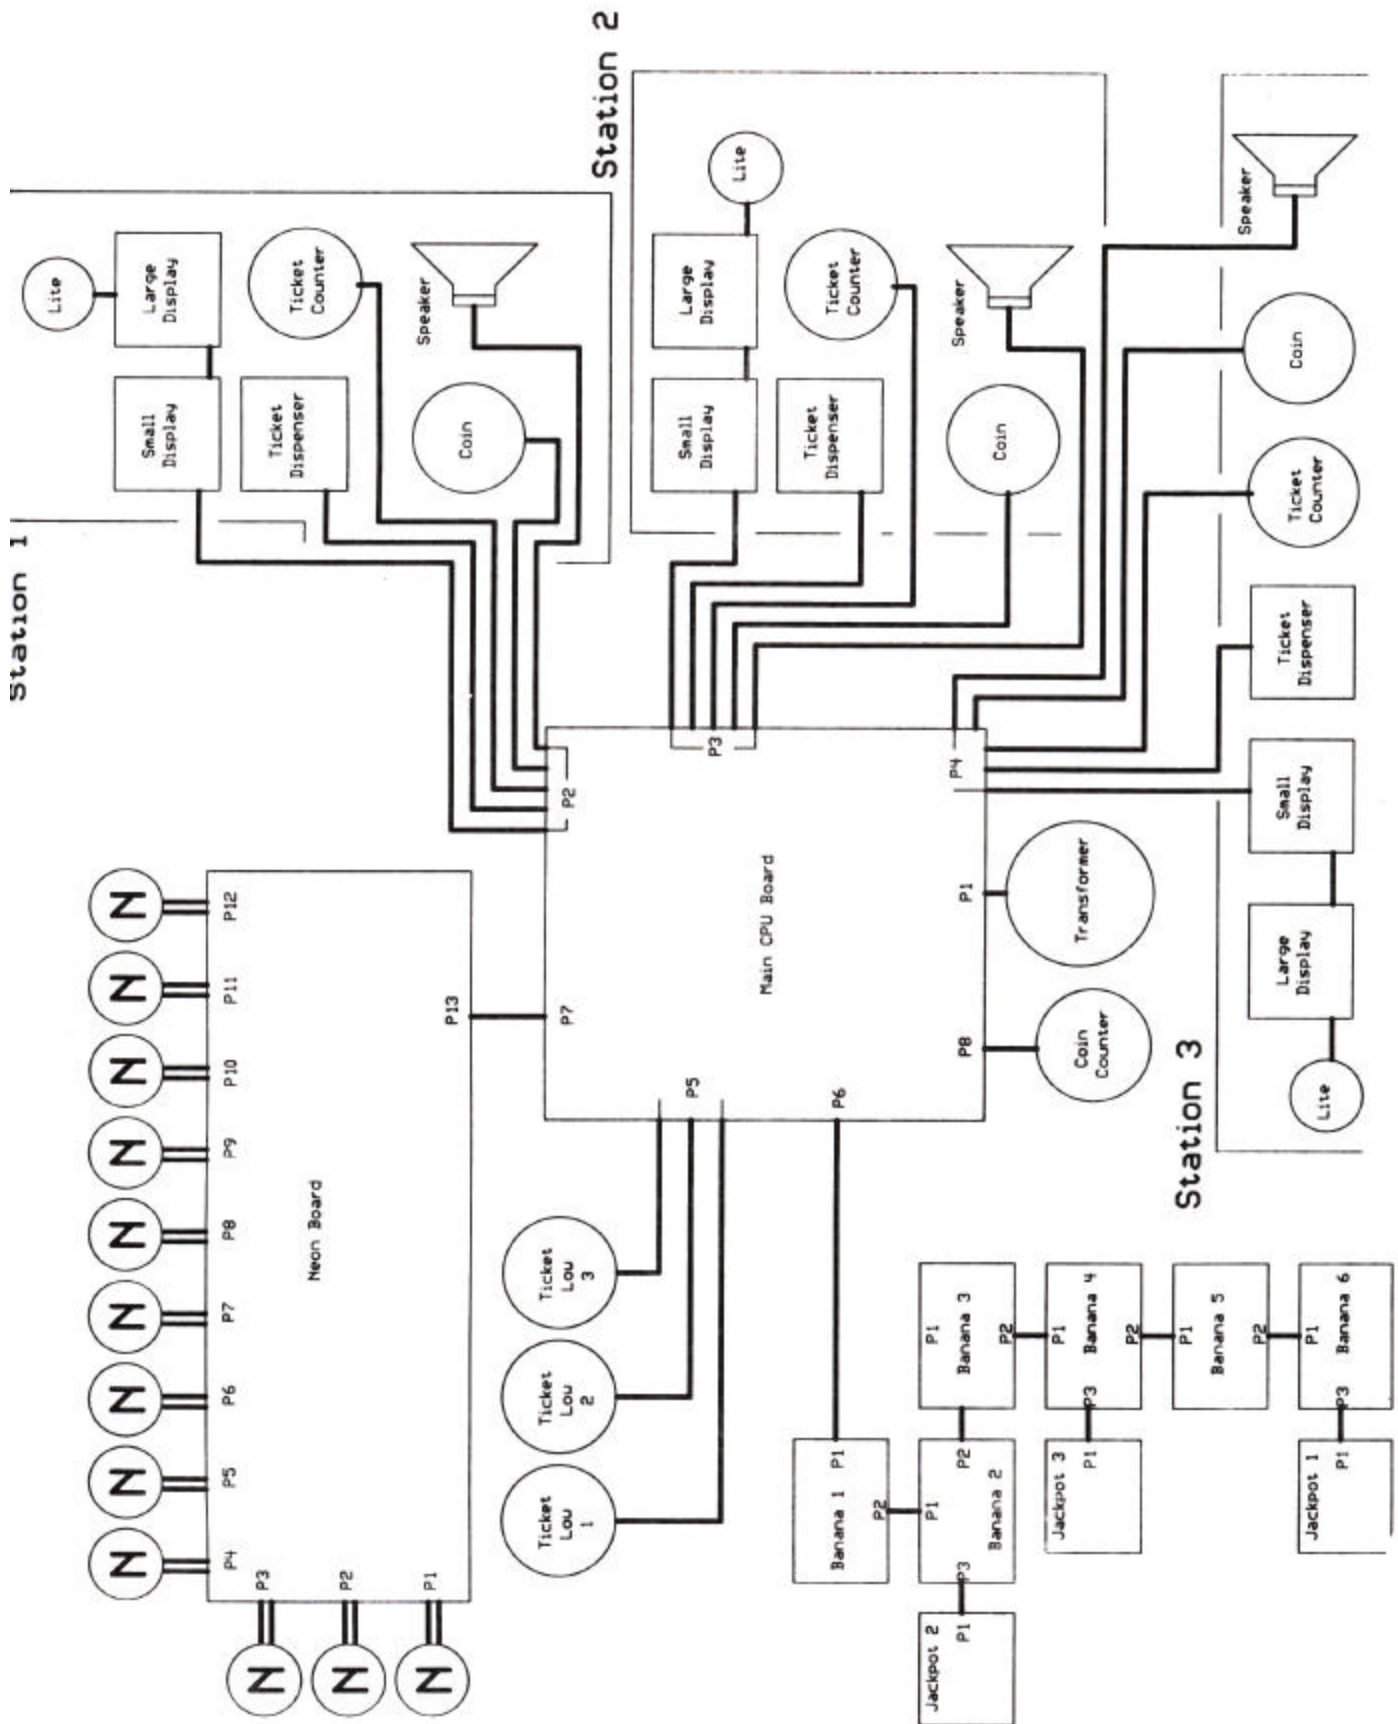 Station 1
Lite
Large
Display
Small
Display
Ticket
Counter
Ticket
Dispenser
Speaker
Coin
Station 2
Lite
Large
Display
Small
Display
Ticket
Counter
Ticket
Dispenser
Speaker
Coin
Station 3
Speaker
Coin
Ticket
Counter
Ticket
Dispenser
Small
Display
Large
Display
Lite
Main CPU Board
P2
P3
P4
P1
P8
P7
P5
P6
Transformer
Coin
Counter
Neon Board
P13
P12
P11
P10
P9
P8
P7
P6
P5
P4
P3
P2
P1
N
N
N
N
N
N
N
N
N
N
N
N
Ticket
Low
3
Ticket
Low
2
Ticket
Low
1
Banana 1
P1
P2
Banana 2
P1
P2
P3
Jackpot 2
P1
Banana 3
P1
P2
Banana 4
P1
P2
P3
Jackpot 3
P1
Banana 5
P1
P2
Banana 6
P1
P3
Jackpot 1
P1